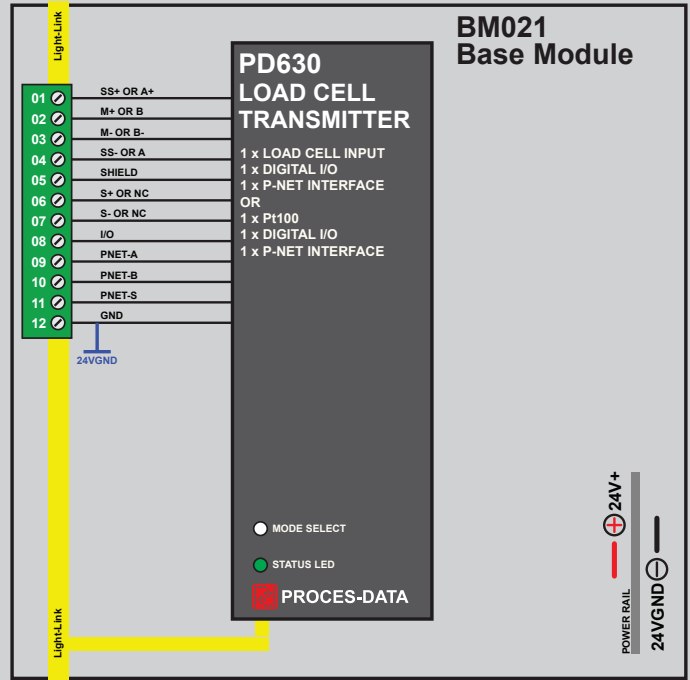 Light-Link
BM021
Base Module
PD630
LOAD CELL
TRANSMITTER
1 x LOAD CELL INPUT
1 x DIGITAL I/O
1 x P-NET INTERFACE
OR
1 x Pt100
1 x DIGITAL I/O
1 x P-NET INTERFACE
01 SS+ OR A+
02 M+ OR B
03 M- OR B-
04 SS- OR A
05 SHIELD
06 S+ OR NC
07 S- OR NC
08 I/O
09 PNET-A
10 PNET-B
11 PNET-S
12 GND
24VGND
MODE SELECT
STATUS LED
PROCES-DATA
Light-Link
24V+
POWER RAIL
24VGND